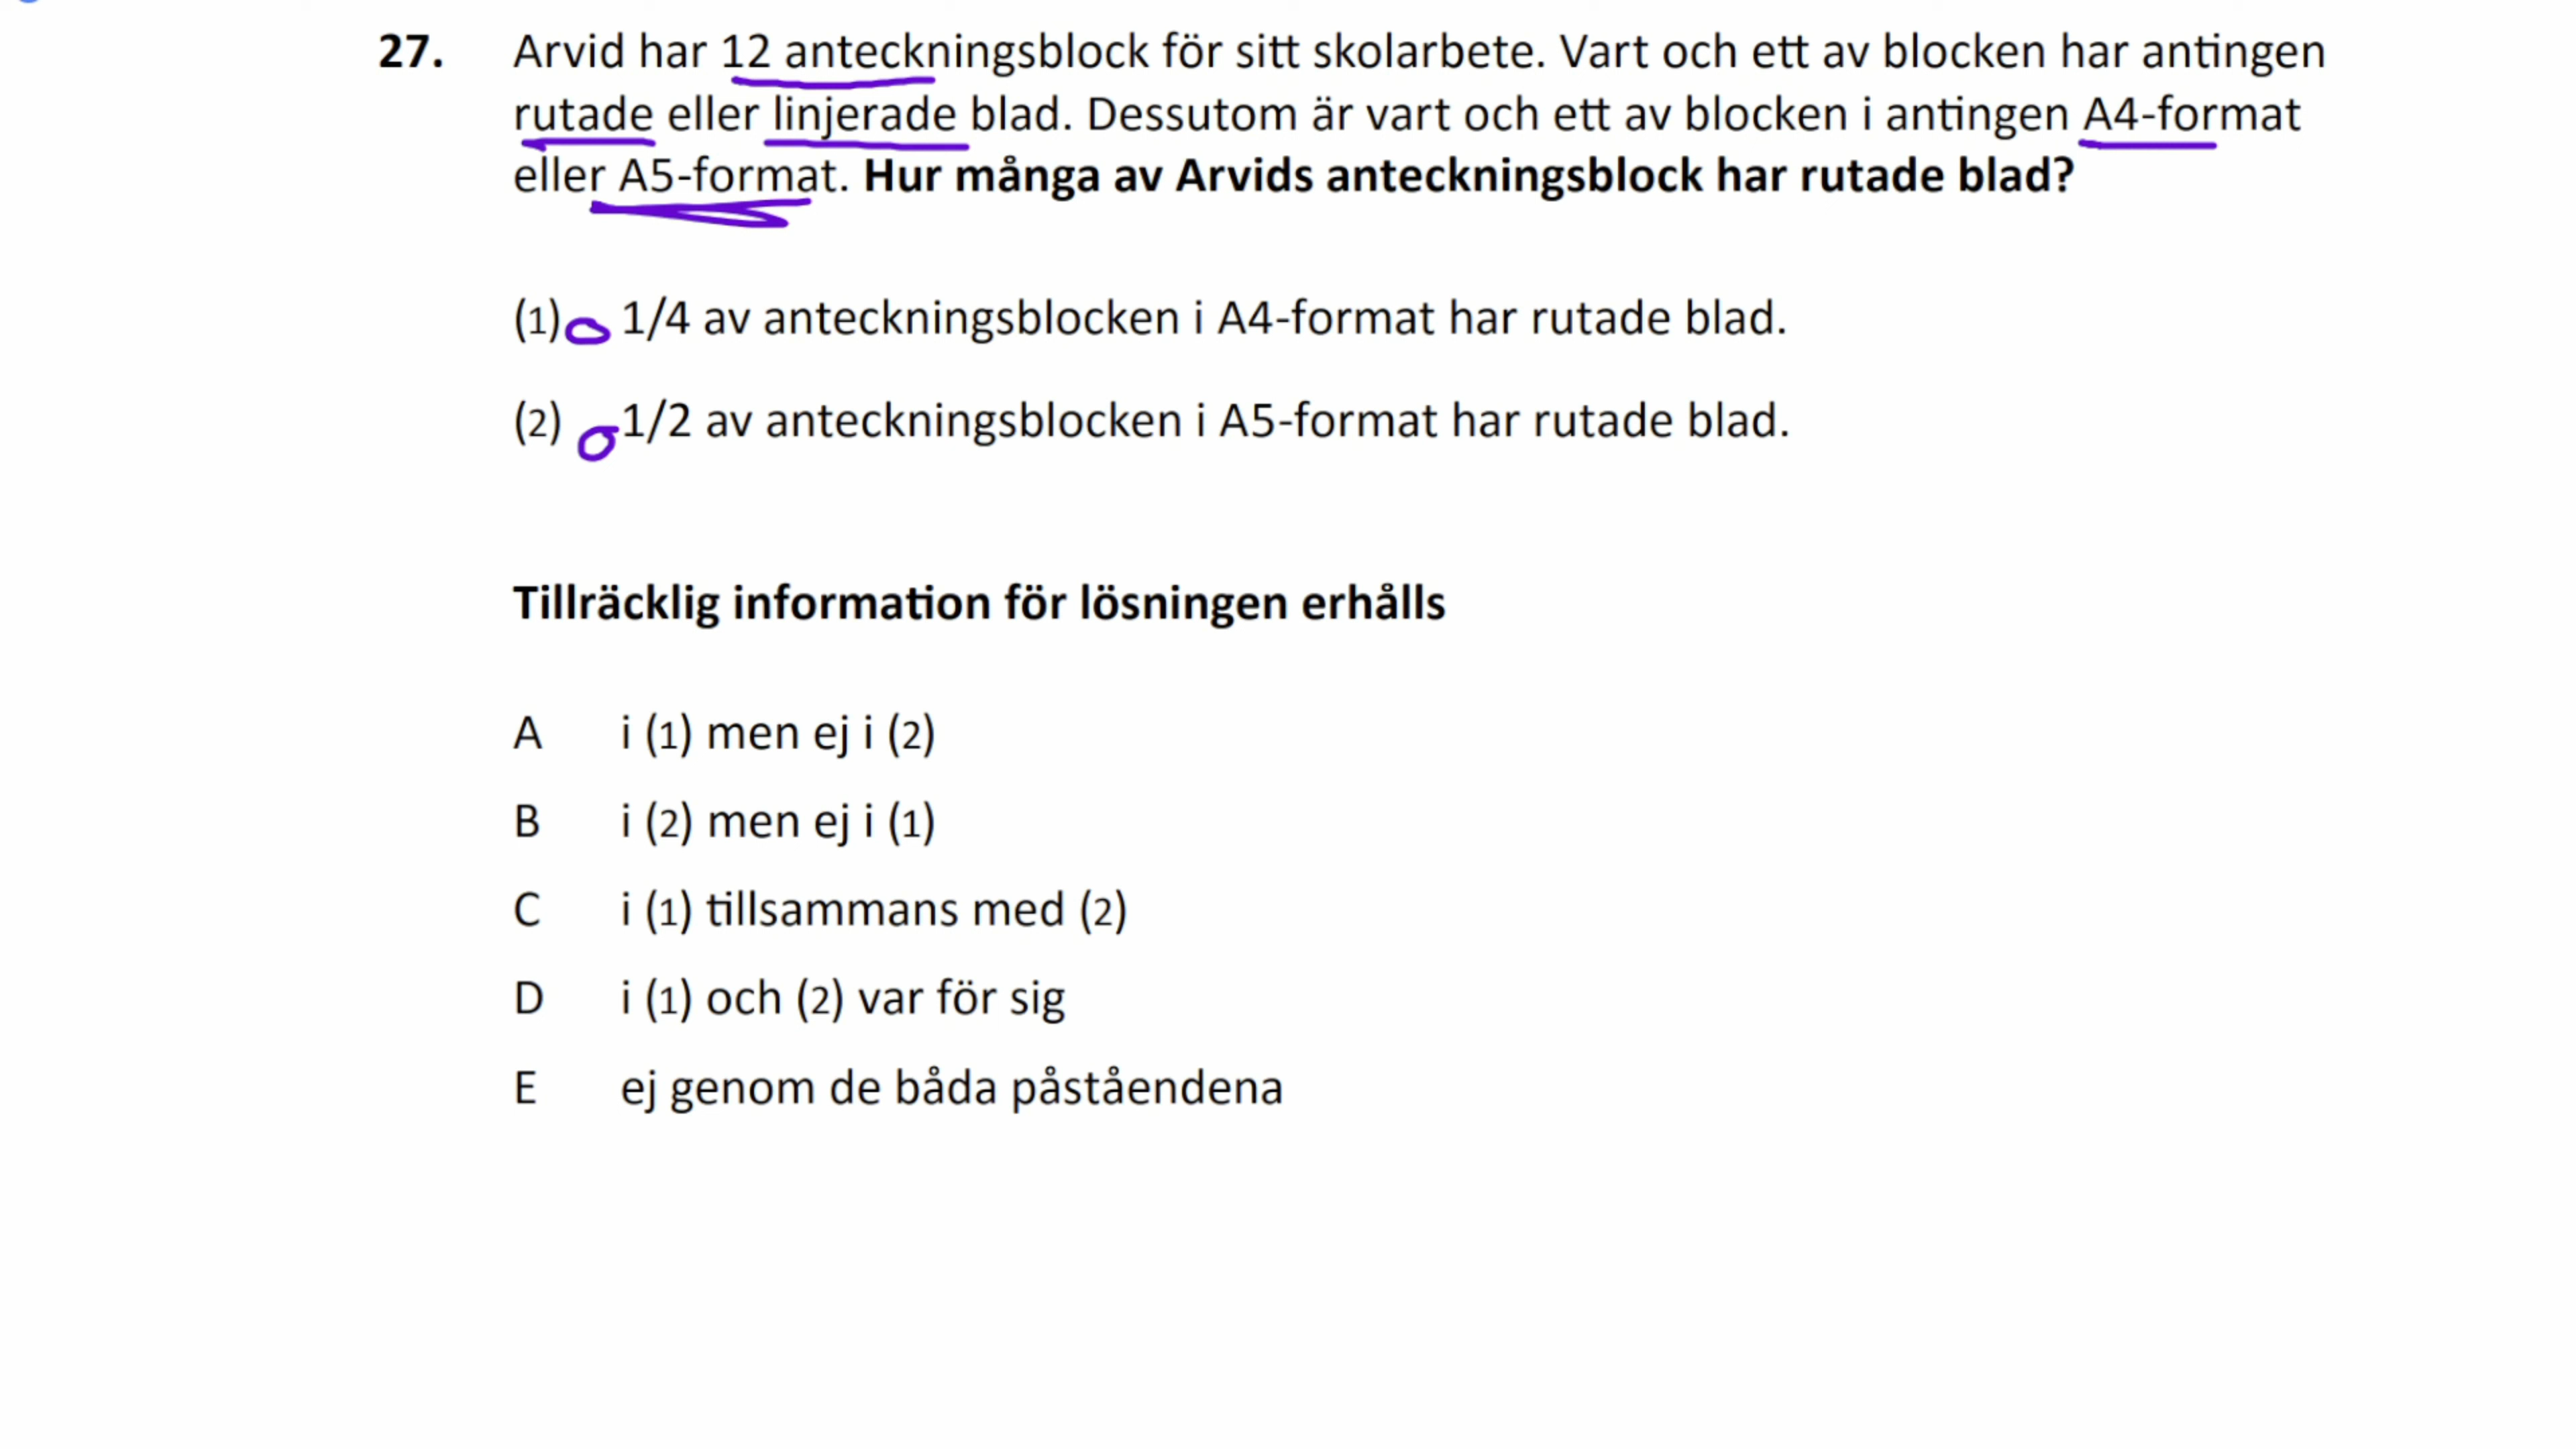 27. Arvid har 12 anteckningsblock för sitt skolarbete. Vart och ett av blocken har antingen
rutade eller linjerade blad. Dessutom är vart och ett av blocken i antingen A4-format
eller A5-format. Hur många av Arvids anteckningsblock har rutade blad?
(1) 1/4 av anteckningsblocken i A4-format har rutade blad.
(2) 1/2 av anteckningsblocken i A5-format har rutade blad.
Tillräcklig information för lösningen erhålls
A i (1) men ej i (2)
B i (2) men ej i (1)
C i (1) tillsammans med (2)
D i (1) och (2) var för sig
E ej genom de båda påståendena